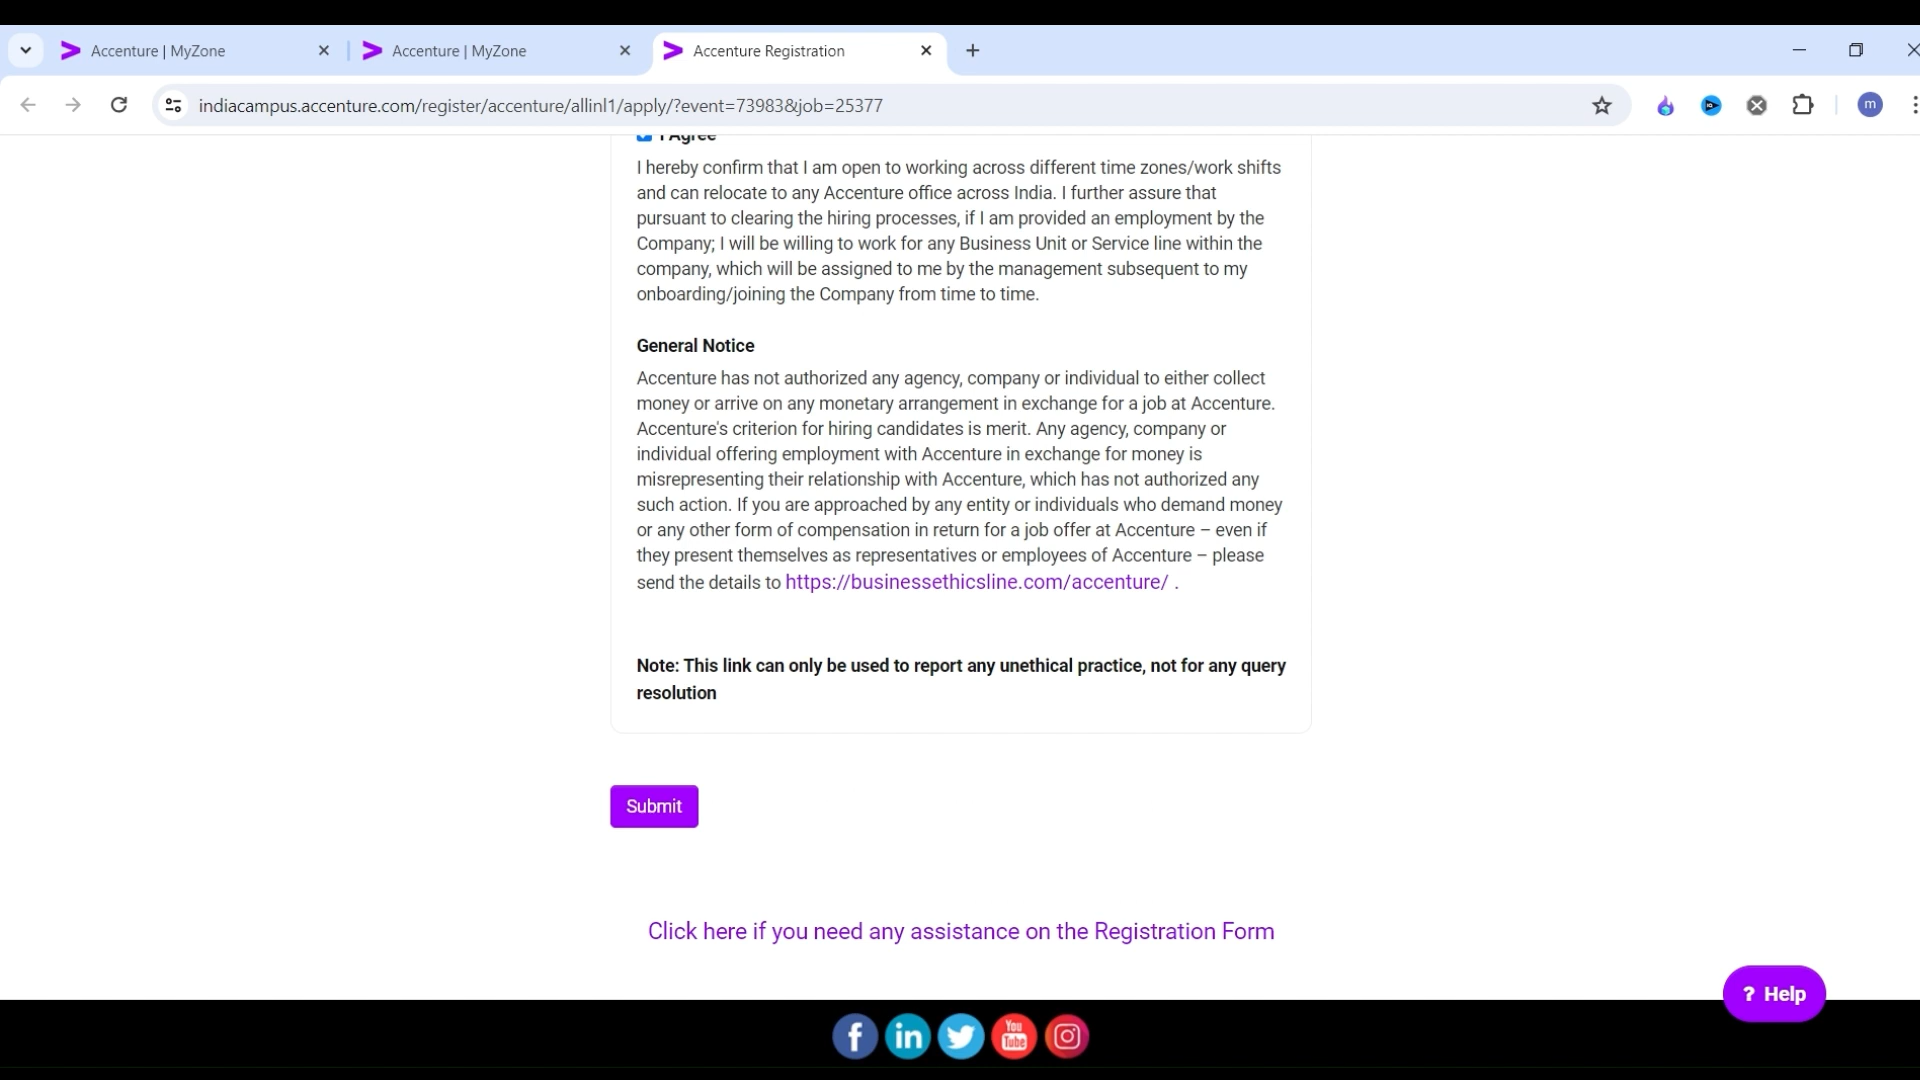 Accenture | MyZone
Accenture | MyZone
Accenture Registration
indiacampus.accenture.com/register/accenture/allinl1/apply/?event=73983&job=25377
m
I Agree
I hereby confirm that I am open to working across different time zones/work shifts
and can relocate to any Accenture office across India. I further assure that
pursuant to clearing the hiring processes, if I am provided an employment by the
Company; I will be willing to work for any Business Unit or Service line within the
company, which will be assigned to me by the management subsequent to my
onboarding/joining the Company from time to time.
General Notice
Accenture has not authorized any agency, company or individual to either collect
money or arrive on any monetary arrangement in exchange for a job at Accenture.
Accenture's criterion for hiring candidates is merit. Any agency, company or
individual offering employment with Accenture in exchange for money is
misrepresenting their relationship with Accenture, which has not authorized any
such action. If you are approached by any entity or individuals who demand money
or any other form of compensation in return for a job offer at Accenture – even if
they present themselves as representatives or employees of Accenture – please
send the details to https://businessethicsline.com/accenture/ .
Note: This link can only be used to report any unethical practice, not for any query
resolution
Submit
Click here if you need any assistance on the Registration Form
? Help
f
in
You
Tube